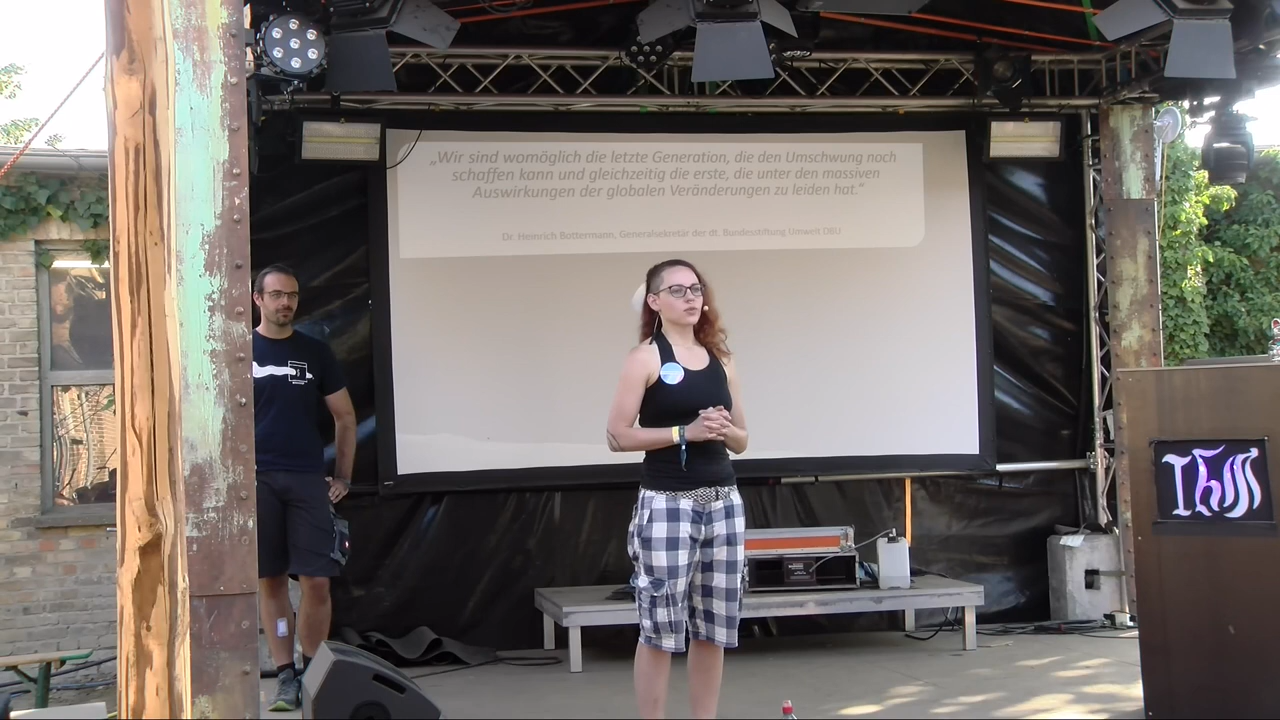 „Wir sind womöglich die letzte Generation, die den Umschwung noch
schaffen kann und gleichzeitig die erste, die unter den massiven
Auswirkungen der globalen Veränderungen zu leiden hat.“
Dr. Heinrich Bottermann, Generalsekretär der dt. Bundesstiftung Umwelt DBU